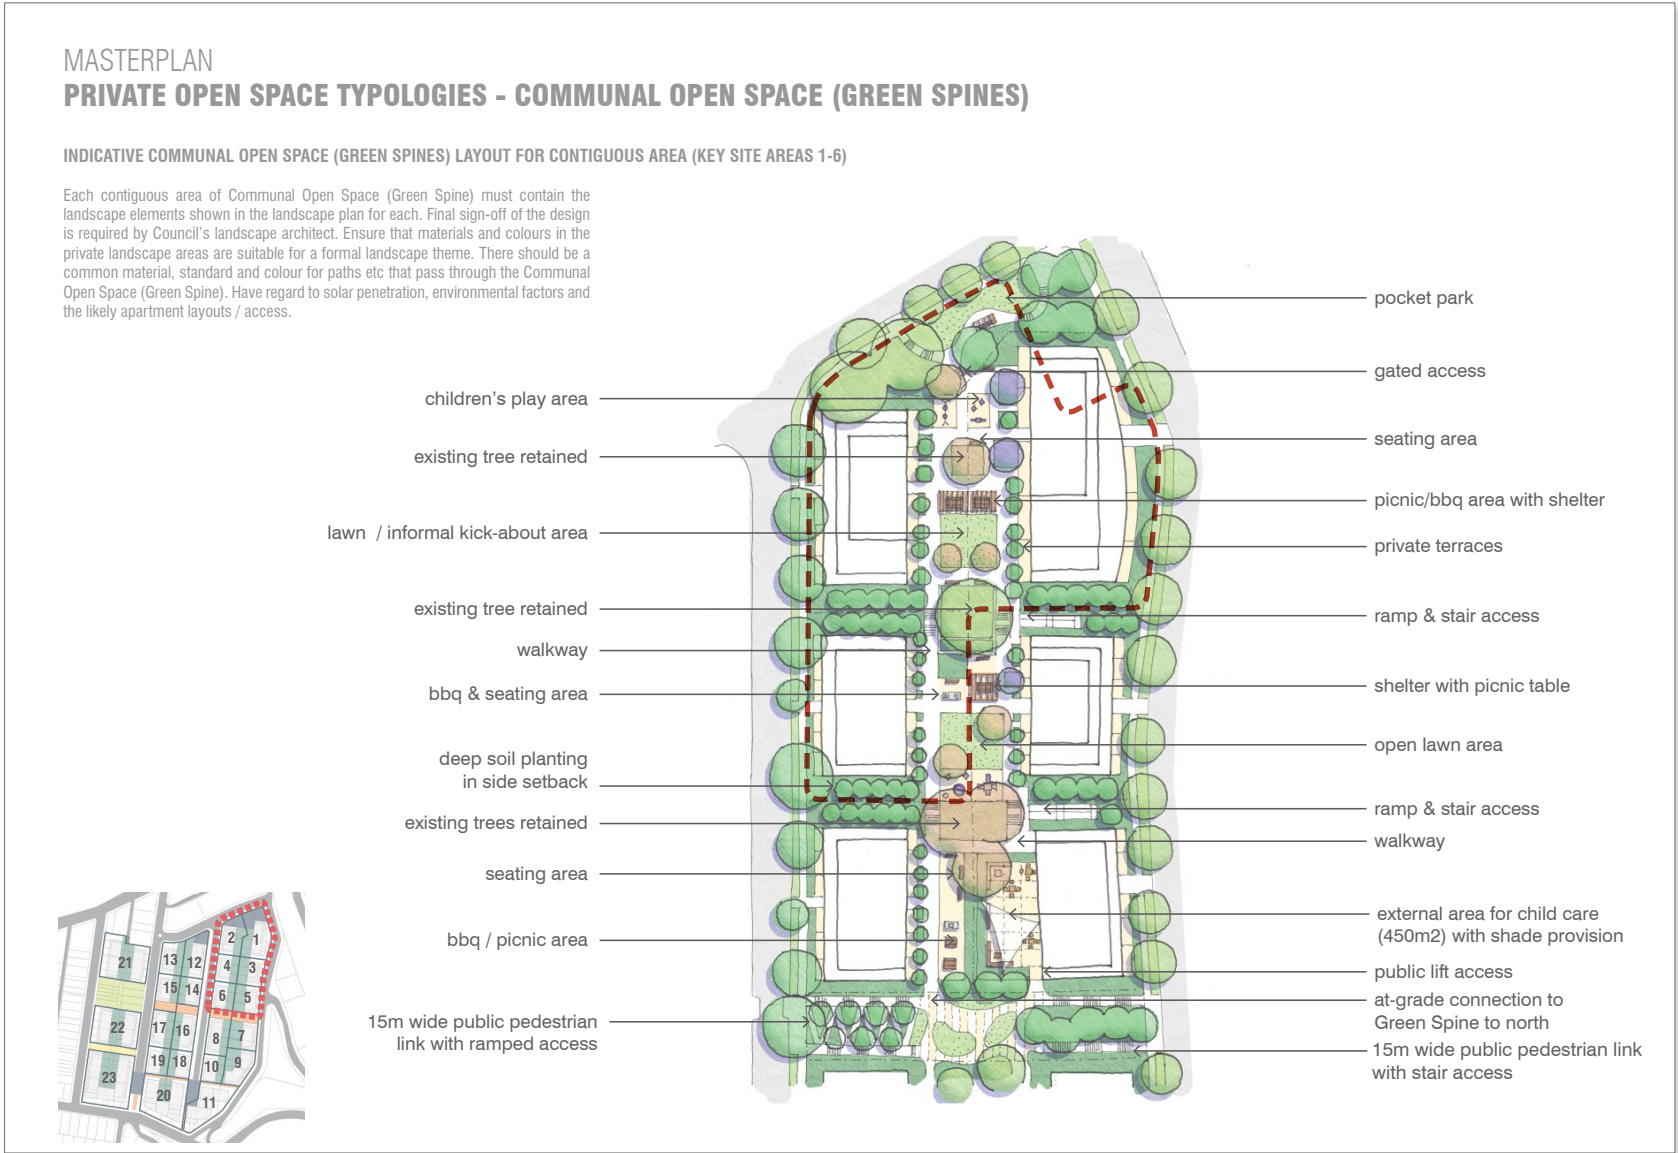 MASTERPLAN
PRIVATE OPEN SPACE TYPOLOGIES - COMMUNAL OPEN SPACE (GREEN SPINES)
INDICATIVE COMMUNAL OPEN SPACE (GREEN SPINES) LAYOUT FOR CONTIGUOUS AREA (KEY SITE AREAS 1-6)
Each contiguous area of Communal Open Space (Green Spine) must contain the
landscape elements shown in the landscape plan for each. Final sign-off of the design
is required by Council's landscape architect. Ensure that materials and colours in the
private landscape areas are suitable for a formal landscape theme. There should be a
common material, standard and colour for paths etc that pass through the Communal
Open Space (Green Spine). Have regard to solar penetration, environmental factors and
the likely apartment layouts / access.
children's play area
existing tree retained
lawn / informal kick-about area
existing tree retained
walkway
bbq & seating area
deep soil planting
in side setback
existing trees retained
seating area
bbq / picnic area
15m wide public pedestrian
link with ramped access
pocket park
gated access
seating area
picnic/bbq area with shelter
private terraces
ramp & stair access
shelter with picnic table
open lawn area
ramp & stair access
walkway
external area for child care
(450m2) with shade provision
public lift access
at-grade connection to
Green Spine to north
15m wide public pedestrian link
with stair access
2 1
21 13 12 4 3
15 14 6 5
22 17 16 8 7
19 18 10 9
23 20 11